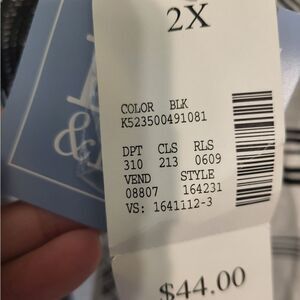 2X
COLOR BLK
K523500491081
DPT CLS RLS
310 213 0609
VEND STYLE
08807 164231
VS: 1641112-3
$44.00
&